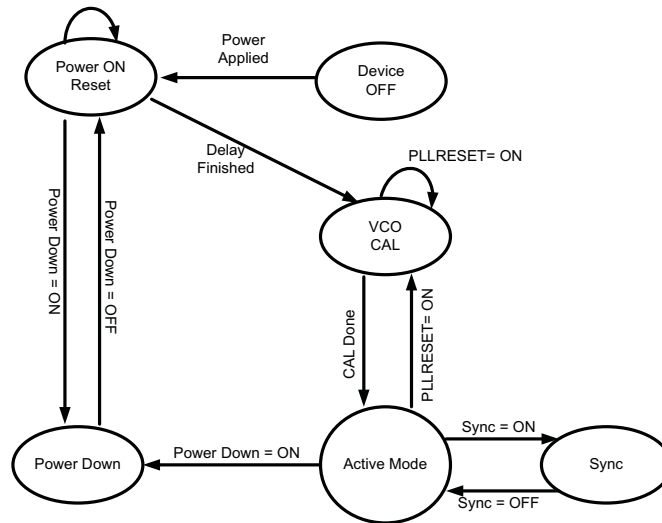 Power
Applied
Power ON
Reset
Device
OFF
Delay
Finished
PLLRESET= ON
Power Down = ON
Power Down = OFF
VCO
CAL
CAL Done
PLLRESET= ON
Power Down
Power Down = ON
Active Mode
Sync = ON
Sync
Sync = OFF